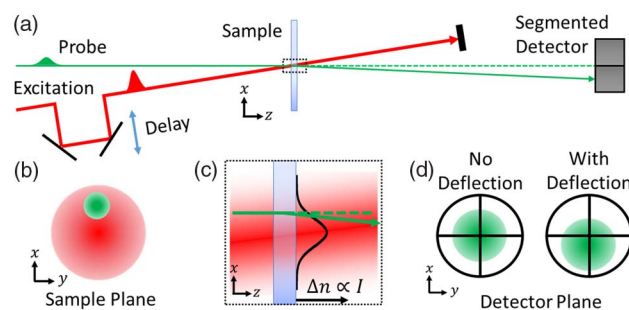 (a)
Probe
Sample
Segmented
Detector
Excitation
Delay
x
z
(b)
x
y
Sample Plane
(c)
x
z
Δn ∝ I
(d)
No
Deflection
With
Deflection
x
y
Detector Plane